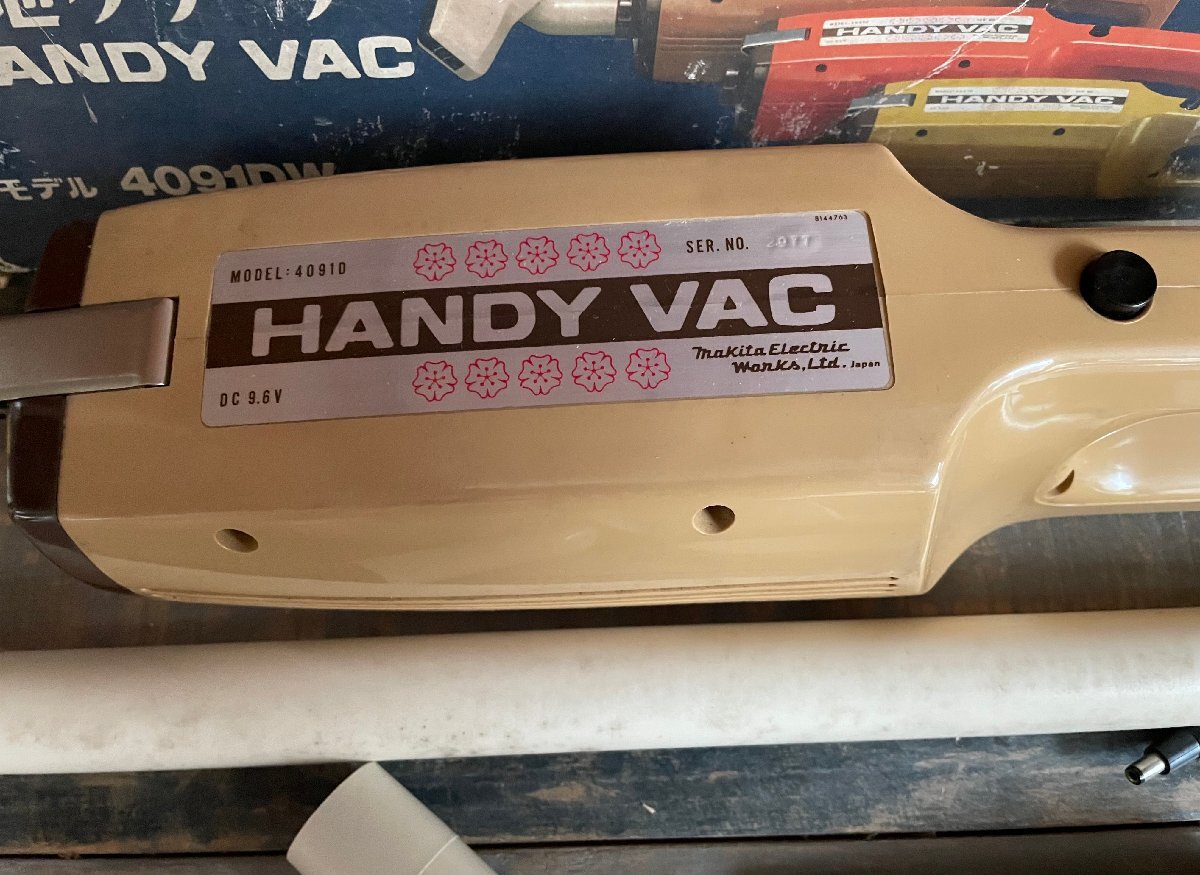 HANDY VAC
モデル 4091DW
HANDY VAC
HANDY VAC
8144763
MODEL:4091D
SER. NO.
HANDY VAC
DC 9.6V
Makita Electric
Works, Ltd. Japan